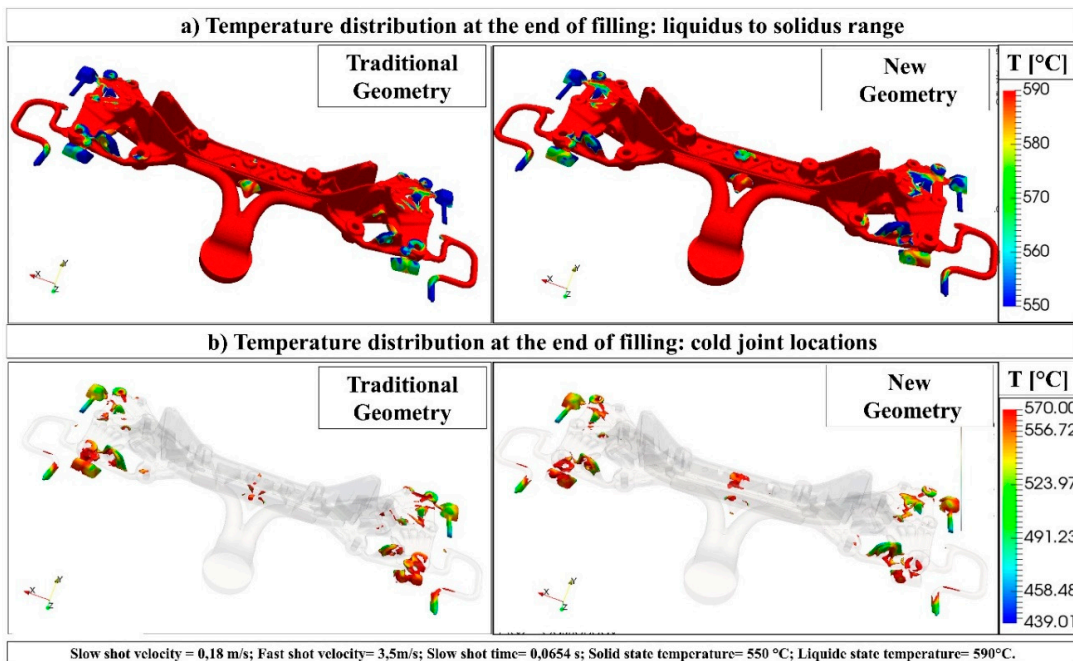 a) Temperature distribution at the end of filling: liquidus to solidus range
Traditional
Geometry
New
Geometry
T [°C]
590
580
570
560
550
X
Y
Z
X
Y
Z
b) Temperature distribution at the end of filling: cold joint locations
Traditional
Geometry
New
Geometry
T [°C]
570.00
556.72
523.97
491.23
458.48
439.01
X
Y
Z
X
Y
Z
Slow shot velocity = 0,18 m/s; Fast shot velocity= 3,5m/s; Slow shot time= 0,0654 s; Solid state temperature= 550 °C; Liquide state temperature= 590°C.